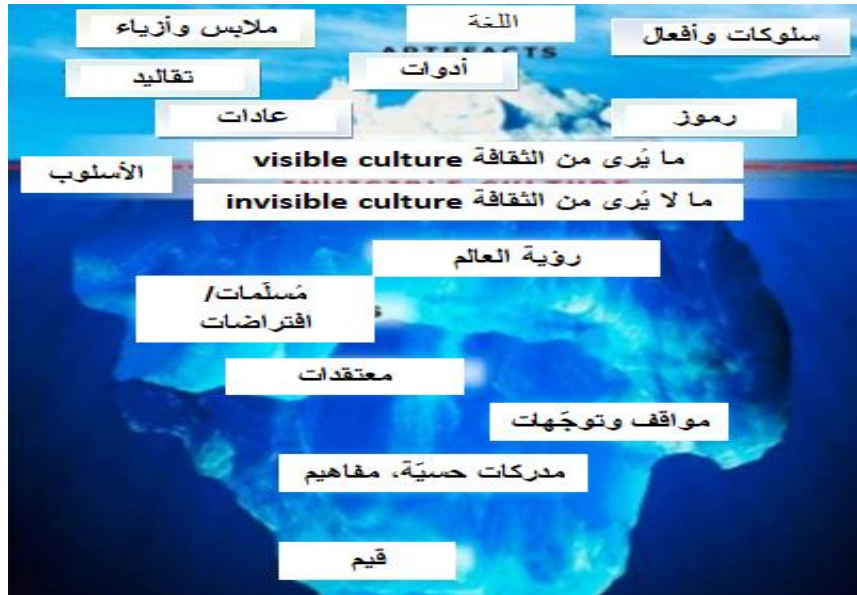 ملابس وأزياء
اللغة
سلوكات وأفعال
ARTEFACTS
تقاليد
أدوات
عادات
رموز
ما يُرى من الثقافة visible culture
الأسلوب
ما لا يُرى من الثقافة invisible culture
رؤية العالم
مُسلّمات/
افتراضات
معتقدات
مواقف وتوجّهات
مدركات حسيّة، مفاهيم
قيم